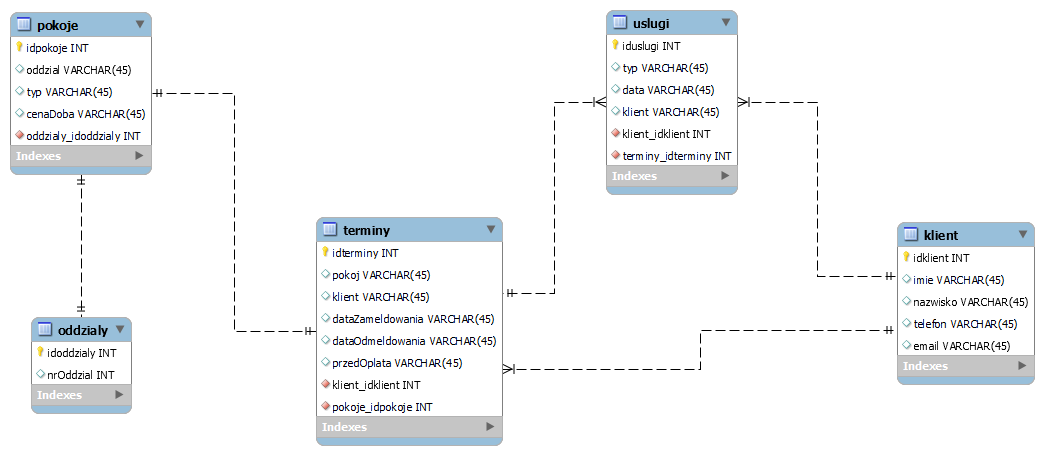 pokoje
idpokoje INT
oddzial VARCHAR(45)
typ VARCHAR(45)
cenaDoba VARCHAR(45)
oddzialy_idoddzialy INT
Indexes
uslugi
iduslugi INT
typ VARCHAR(45)
data VARCHAR(45)
klient VARCHAR(45)
klient_idklient INT
terminy_idterminy INT
Indexes
terminy
idterminy INT
pokoj VARCHAR(45)
klient VARCHAR(45)
dataZameldowania VARCHAR(45)
dataOdmeldowania VARCHAR(45)
przedOplata VARCHAR(45)
klient_idklient INT
pokoje_idpokoje INT
Indexes
klient
idklient INT
imie VARCHAR(45)
nazwisko VARCHAR(45)
telefon VARCHAR(45)
email VARCHAR(45)
Indexes
oddzialy
idoddzialy INT
nrOddzial INT
Indexes